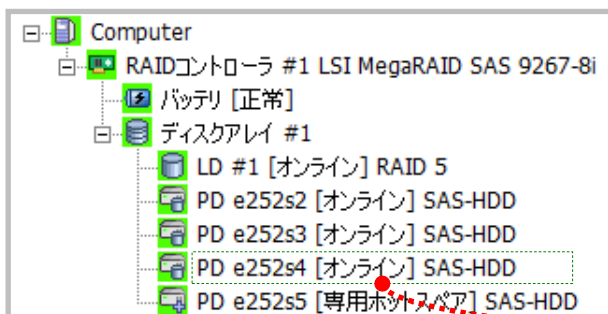 Computer
RAIDコントローラ #1 LSI MegaRAID SAS 9267-8i
バッテリ [正常]
ディスクアレイ #1
LD #1 [オンライン] RAID 5
PD e252s2 [オンライン] SAS-HDD
PD e252s3 [オンライン] SAS-HDD
PD e252s4 [オンライン] SAS-HDD
PD e252s5 [専用ホットスペア] SAS-HDD